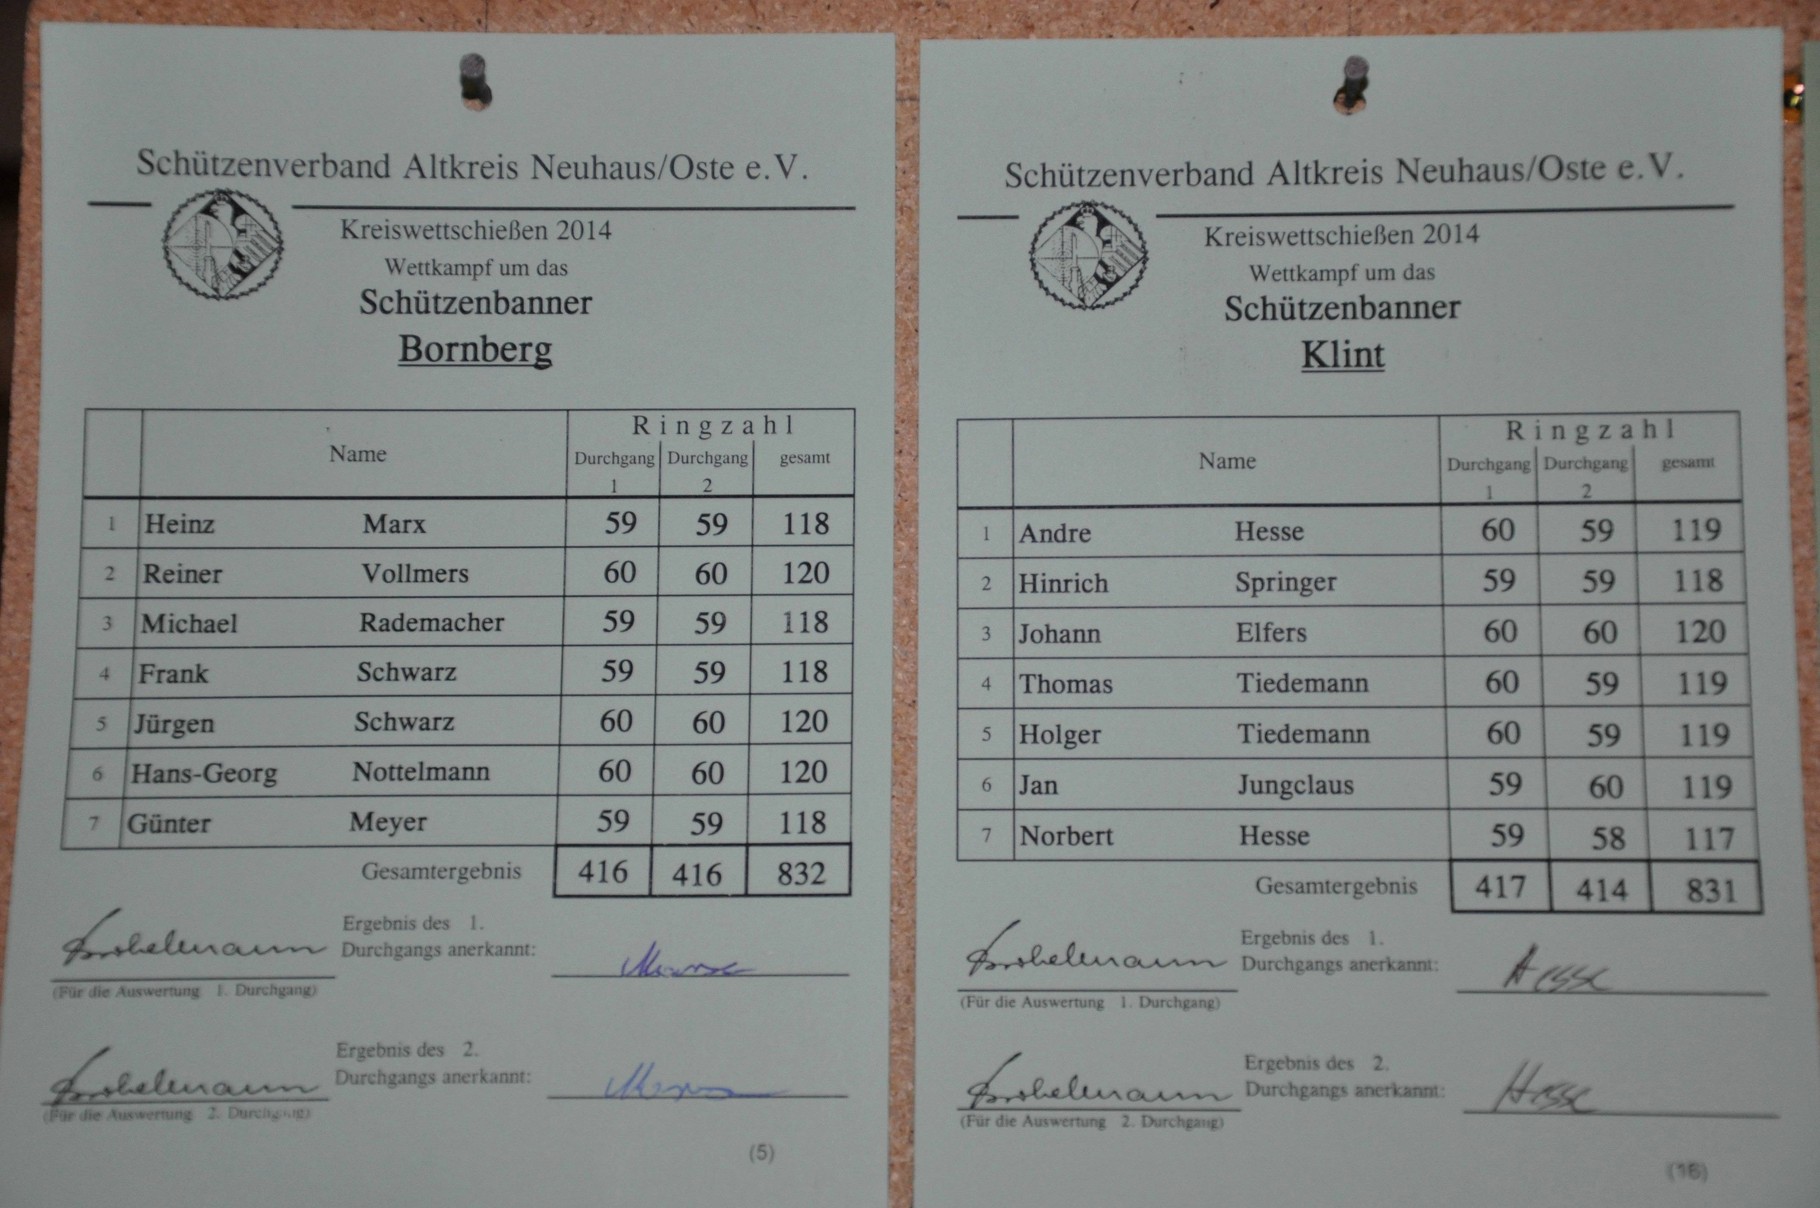 Schützenverband Altkreis Neuhaus/Oste e.V.
Kreiswettschießen 2014
Wettkampf um das
Schützenbanner
Bornberg
Name Ringzahl
Durchgang 1 Durchgang 2 gesamt
1 Heinz Marx 59 59 118
2 Reiner Vollmers 60 60 120
3 Michael Rademacher 59 59 118
4 Frank Schwarz 59 59 118
5 Jürgen Schwarz 60 60 120
6 Hans-Georg Nottelmann 60 60 120
7 Günter Meyer 59 59 118
Gesamtergebnis 416 416 832
Ergebnis des 1.
Durchgangs anerkannt:
(Für die Auswertung 1. Durchgang)
Ergebnis des 2.
Durchgangs anerkannt:
(Für die Auswertung 2. Durchgang)
(5)
Schützenverband Altkreis Neuhaus/Oste e.V.
Kreiswettschießen 2014
Wettkampf um das
Schützenbanner
Klint
Name Ringzahl
Durchgang 1 Durchgang 2 gesamt
1 Andre Hesse 60 59 119
2 Hinrich Springer 59 59 118
3 Johann Elfers 60 60 120
4 Thomas Tiedemann 60 59 119
5 Holger Tiedemann 60 59 119
6 Jan Jungclaus 59 60 119
7 Norbert Hesse 59 58 117
Gesamtergebnis 417 414 831
Ergebnis des 1.
Durchgangs anerkannt: Hesse
(Für die Auswertung 1. Durchgang)
Ergebnis des 2.
Durchgangs anerkannt: Hesse
(Für die Auswertung 2. Durchgang)
(16)